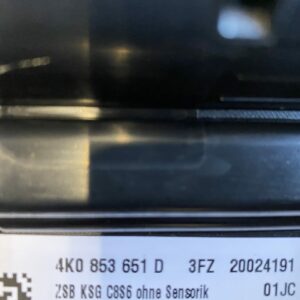 4K0 853 651 D 3FZ 20024191
ZSB KSG C8S6 ohne Sensorik 01JC